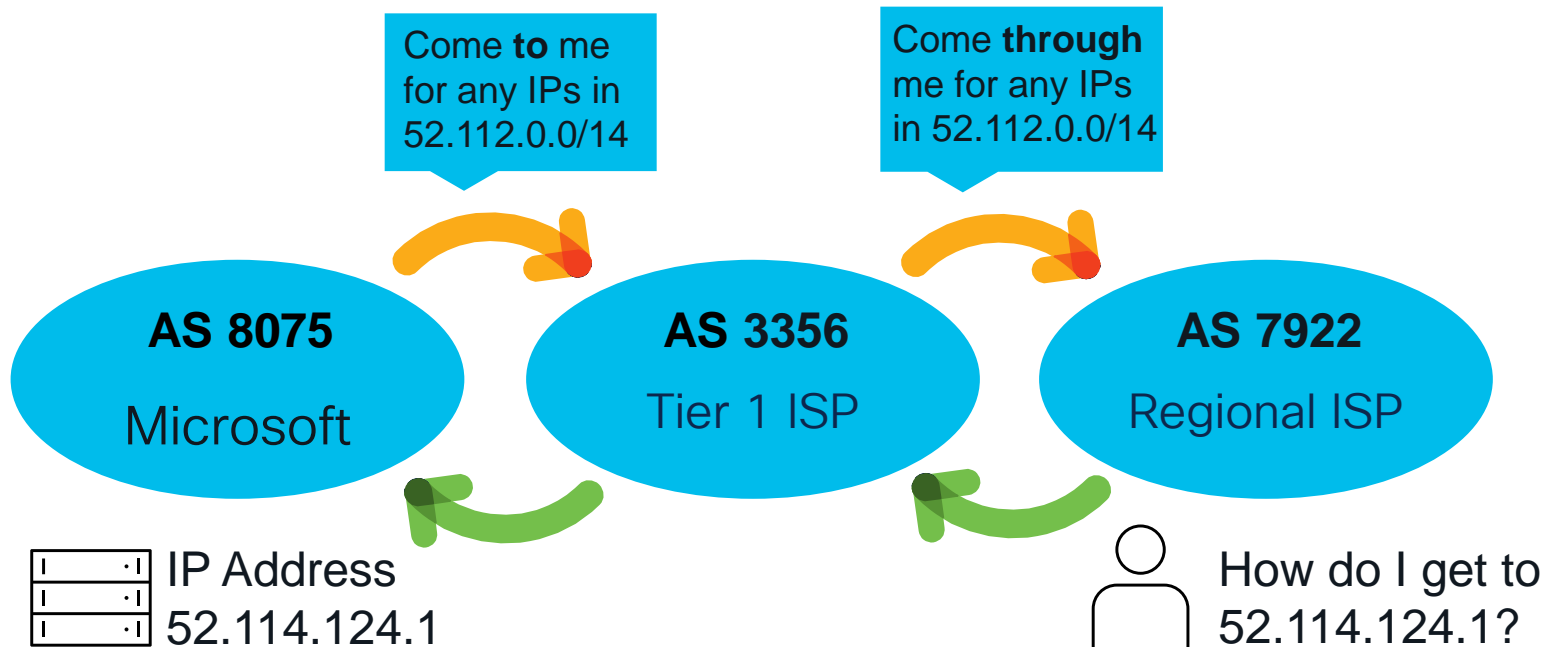 Come to me
for any IPs in
52.112.0.0/14
Come through
me for any IPs
in 52.112.0.0/14
AS 8075
Microsoft
AS 3356
Tier 1 ISP
AS 7922
Regional ISP
IP Address
52.114.124.1
How do I get to
52.114.124.1?